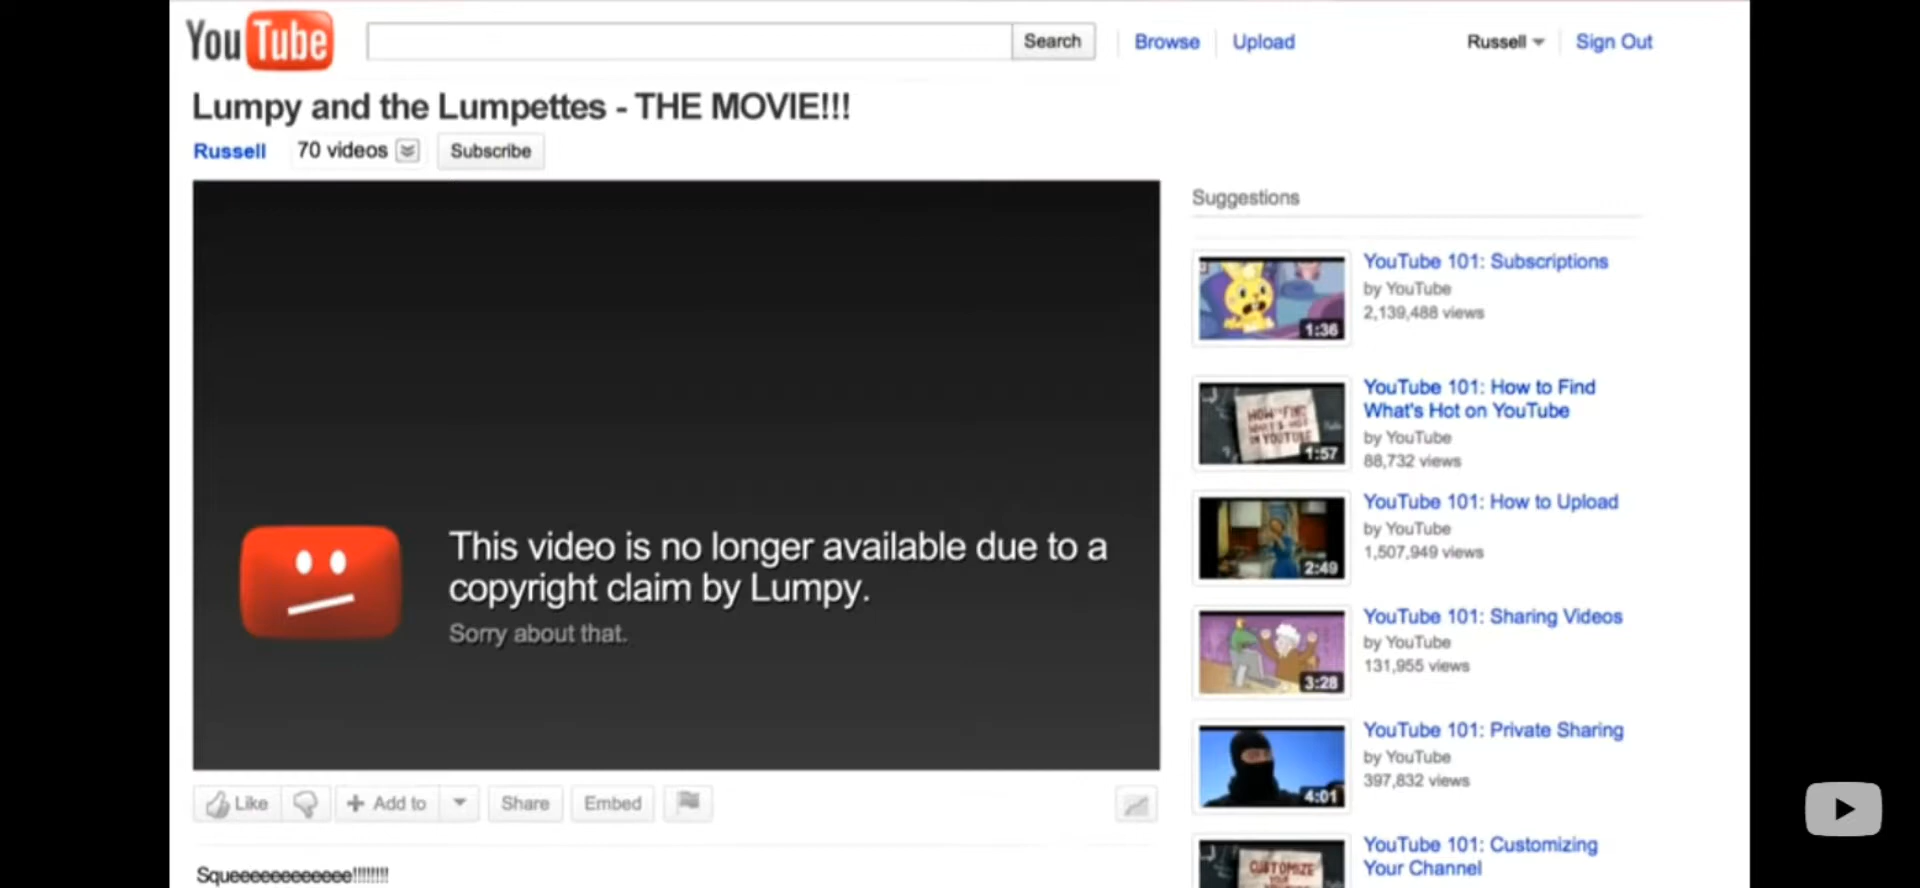 YouTube
Search
Browse
Upload
Russell
Sign Out
Lumpy and the Lumpettes - THE MOVIE!!!
Russell
70 videos
Subscribe
This video is no longer available due to a
copyright claim by Lumpy.
Sorry about that.
Like
Add to
Share
Embed
Squeeeeeeeeeeee!!!!!!!!
Suggestions
1:36
YouTube 101: Subscriptions
by YouTube
2,139,488 views
HOW
IN YOUTUBE
1:57
YouTube 101: How to Find
What's Hot on YouTube
by YouTube
88,732 views
2:49
YouTube 101: How to Upload
by YouTube
1,507,949 views
3:28
YouTube 101: Sharing Videos
by YouTube
131,955 views
4:01
YouTube 101: Private Sharing
by YouTube
397,832 views
CUSTOMIZE
YouTube 101: Customizing
Your Channel